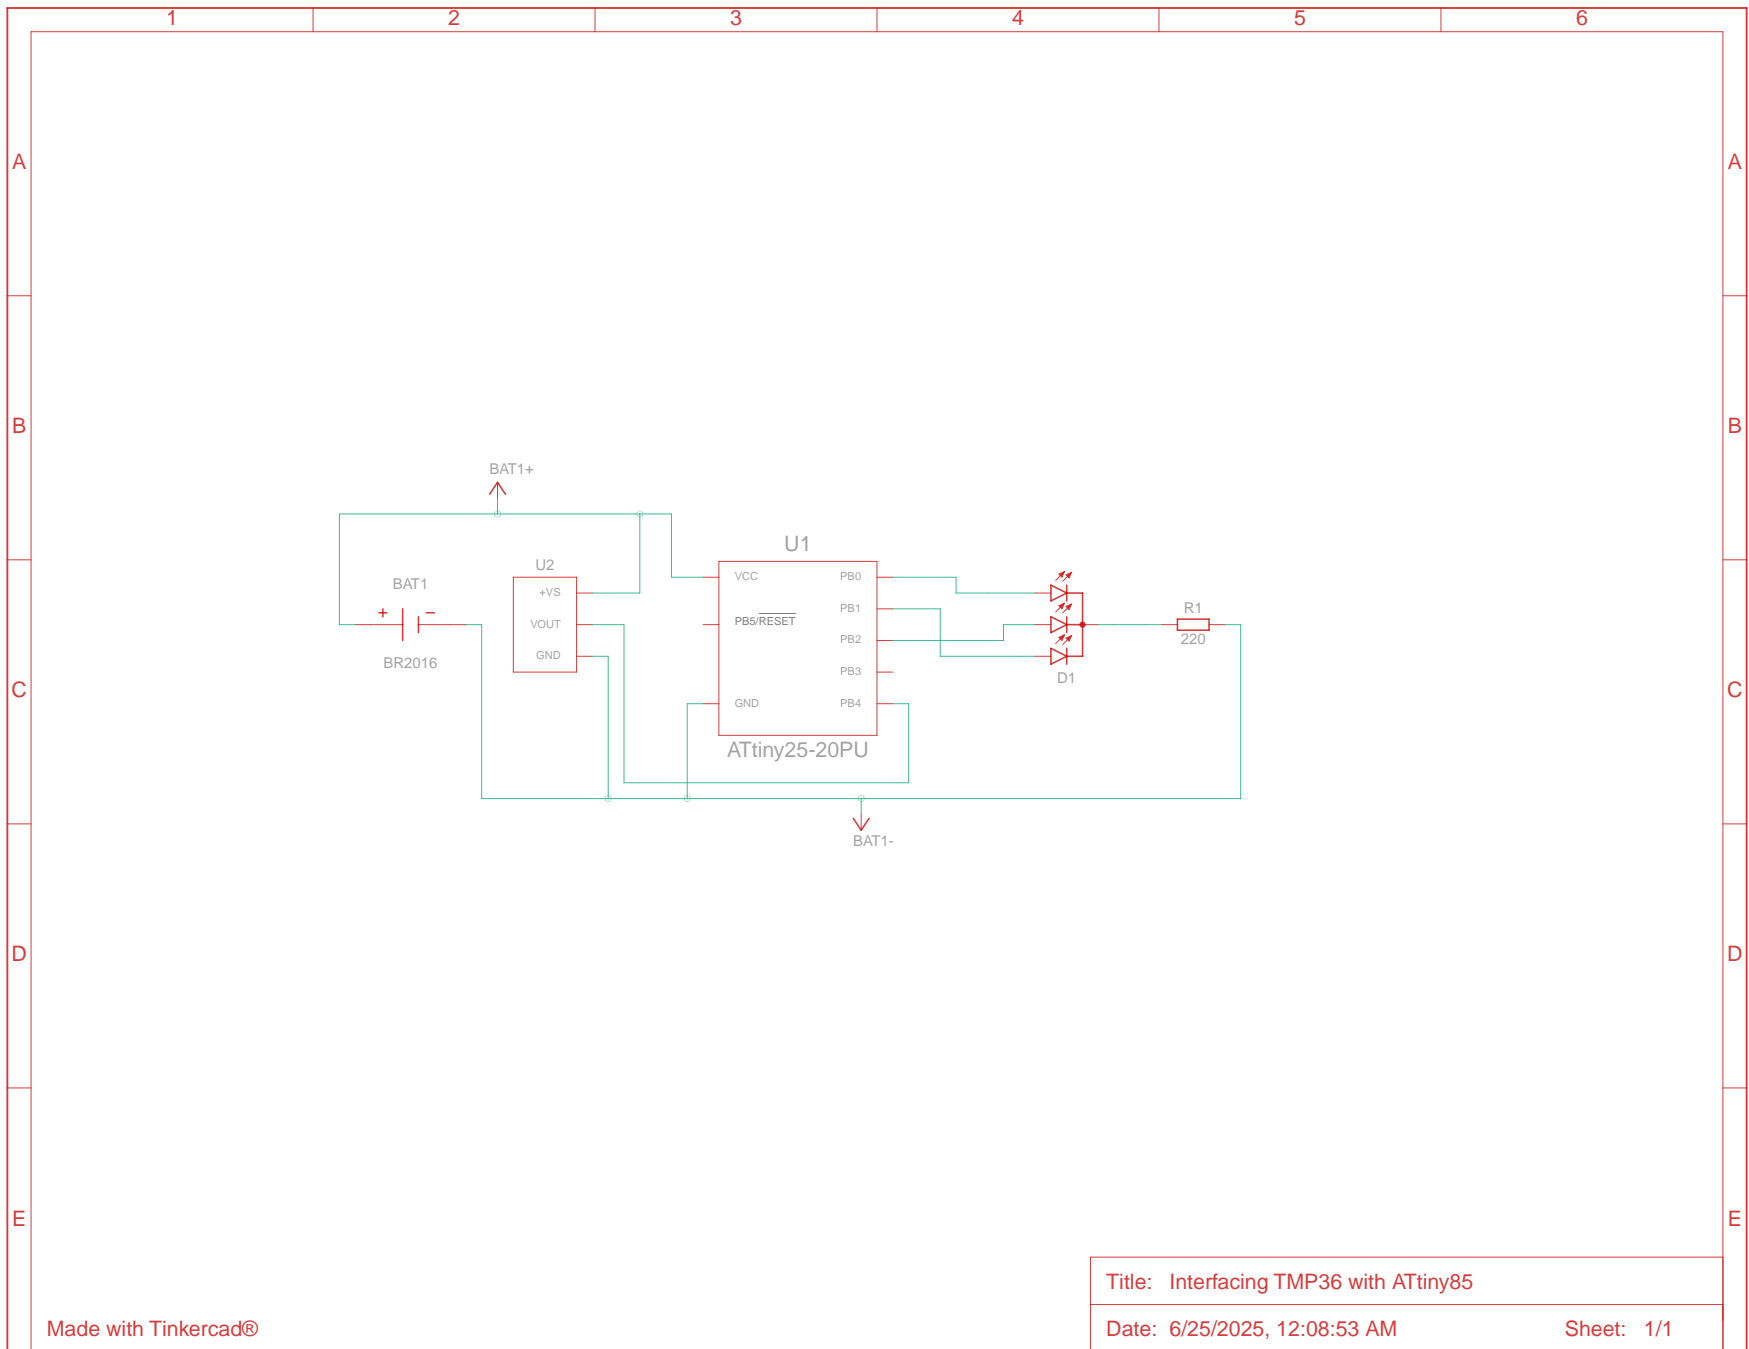 1 2 3 4 5 6
A A
B B
BAT1+
U1
U2
BAT1
+VS
VCC PB0
+ −
PB1
R1
VOUT
PB5/RESET
PB2
220
GND
BR2016
PB3
D1
C C
GND PB4
ATtiny25-20PU
BAT1-
D D
E E
Title: Interfacing TMP36 with ATtiny85
Made with Tinkercad®
Date: 6/25/2025, 12:08:53 AM Sheet: 1/1